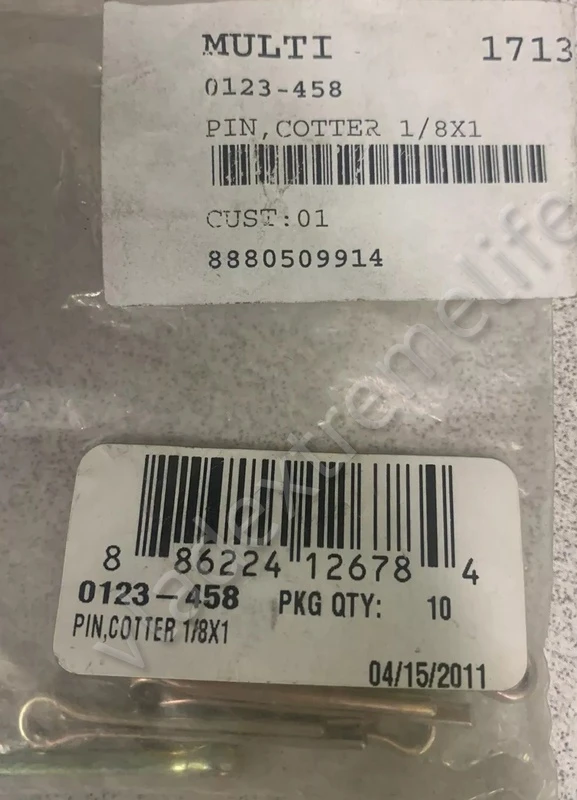 MULTI 1713
0123-458
PIN,COTTER 1/8X1
CUST:01
8880509914
8 86224 12678 4
0123-458 PKG QTY: 10
PIN,COTTER 1/8X1
04/15/2011
valextremelife